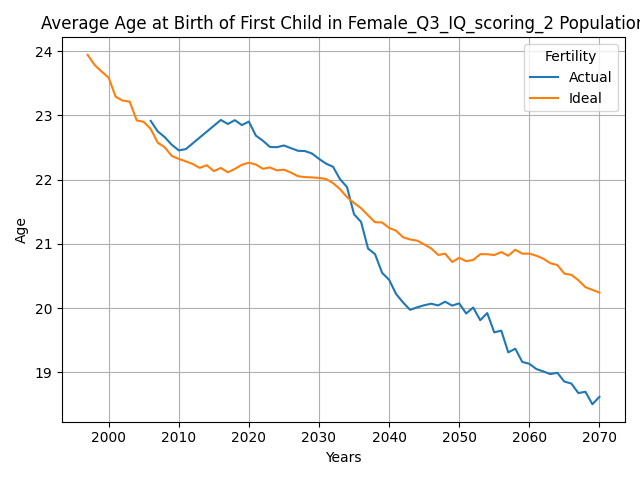 Average Age at Birth of First Child in Female_Q3_IQ_scoring_2 Population
Fertility
Actual
Ideal
24
23
22
21
20
19
Age
2000
2010
2020
2030
2040
2050
2060
2070
Years